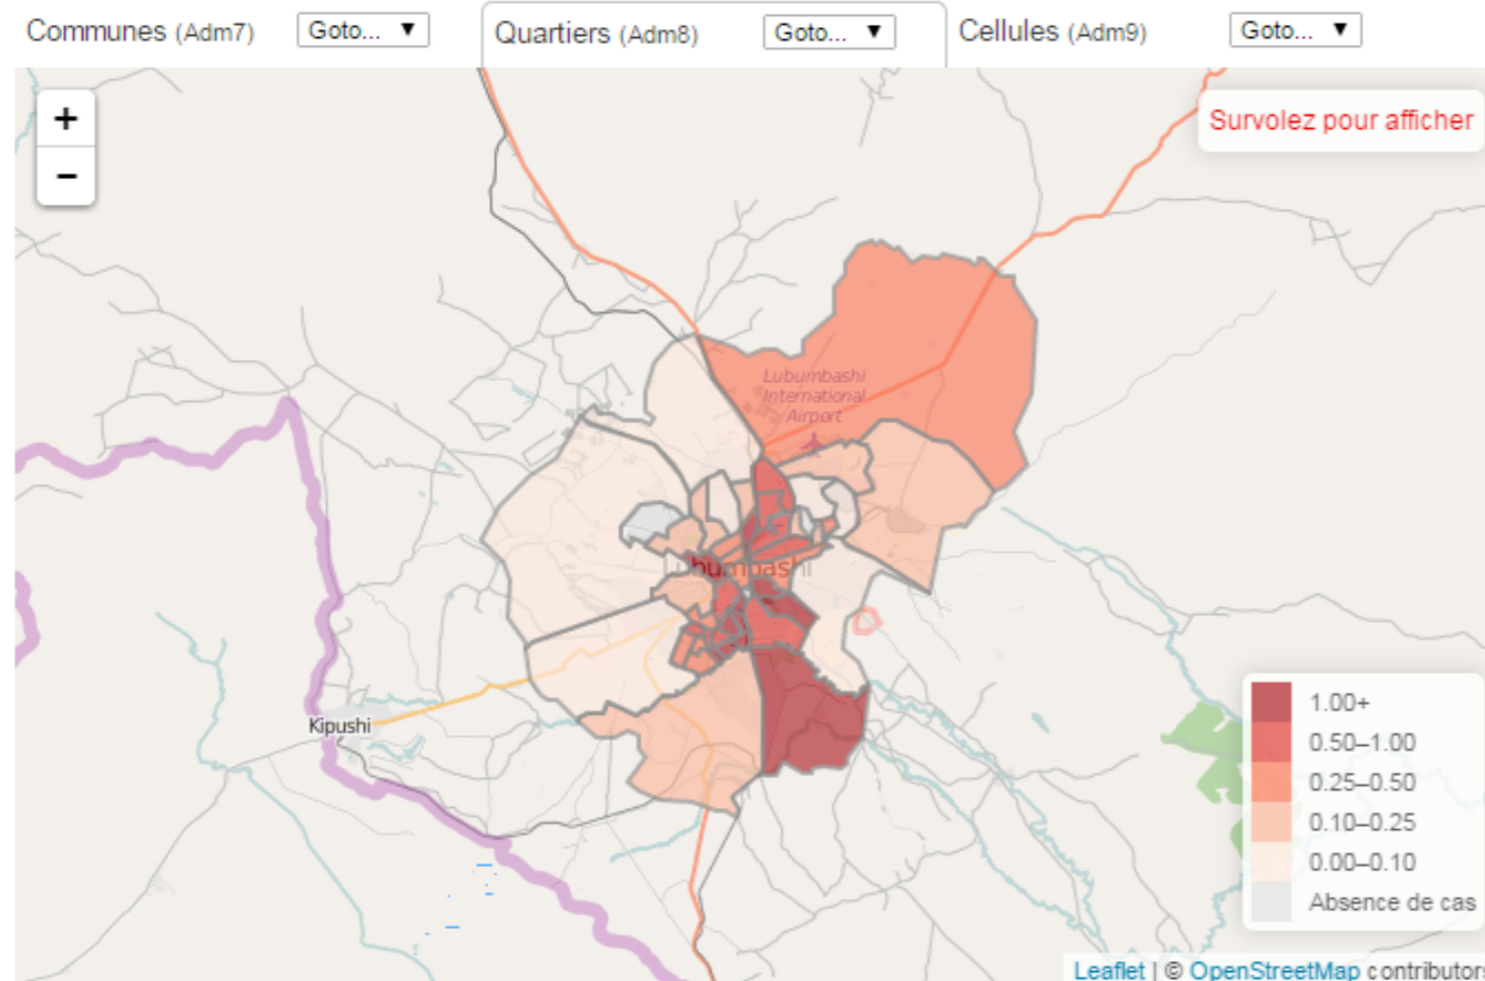 Communes (Adm7) Goto... ▼ Quartiers (Adm8) Goto... ▼ Cellules (Adm9) Goto... ▼
+
−
Survolez pour afficher
Lubumbashi
International
Airport
Lubumbashi
Kipushi
1.00+
0.50–1.00
0.25–0.50
0.10–0.25
0.00–0.10
Absence de cas
Leaflet | © OpenStreetMap contributors